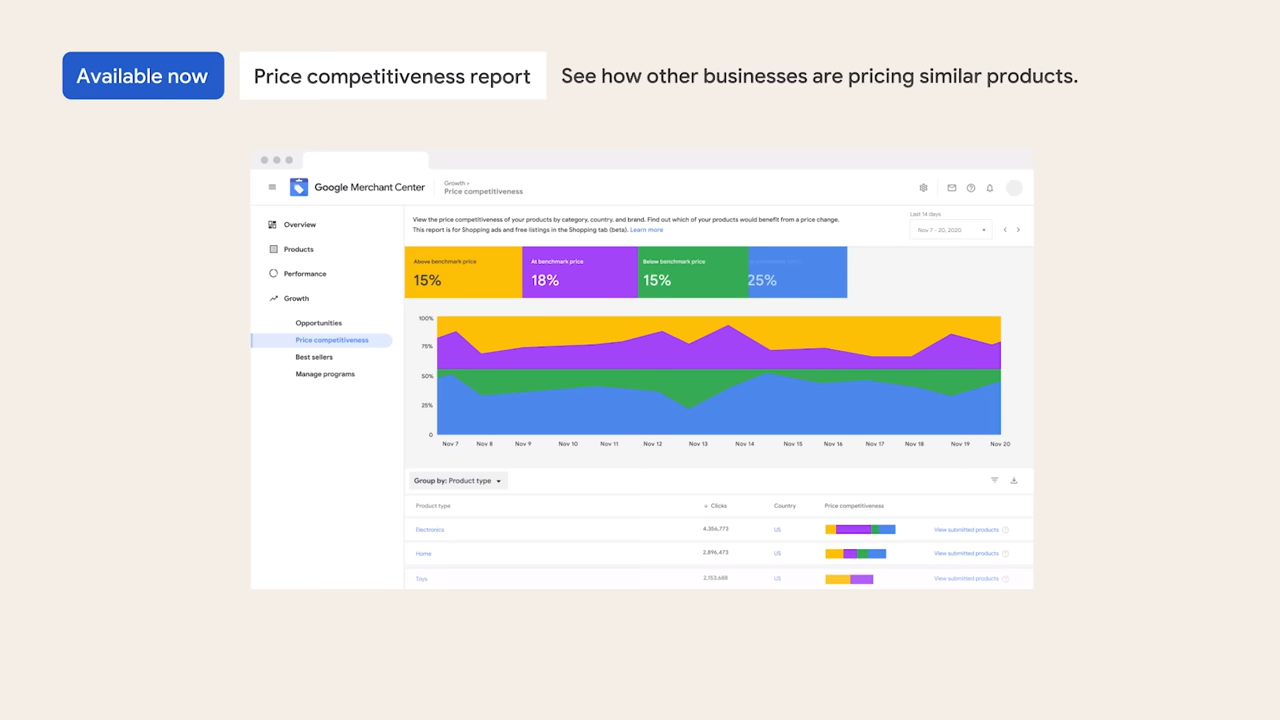 Available now
Price competitiveness report
See how other businesses are pricing similar products.
Google Merchant Center
Growth >
Price competitiveness
Overview
Products
Performance
Growth
Opportunities
Price competitiveness
Best sellers
Manage programs
View the price competitiveness of your products by category, country, and brand. Find out which of your products would benefit from a price change.
This report is for Shopping ads and free listings in the Shopping tab (beta). Learn more
Last 14 days
Nov 7 - 20, 2020
Above benchmark price
15%
At benchmark price
18%
Below benchmark price
15%
25%
100%
75%
50%
25%
0
Nov 7 Nov 8 Nov 9 Nov 10 Nov 11 Nov 12 Nov 13 Nov 14 Nov 15 Nov 16 Nov 17 Nov 18 Nov 19 Nov 20
Group by: Product type
Product type Clicks Country Price competitiveness
Electronics 4,356,773 US View submitted products
Home 2,896,473 US View submitted products
Toys 2,153,688 US View submitted products